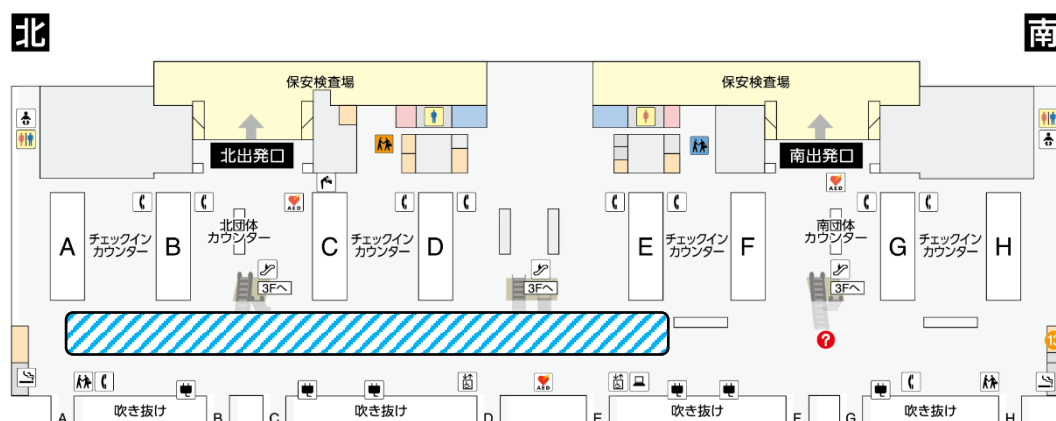 北
南
保安検査場
保安検査場
北出発口
南出発口
AED
AED
A
チェックイン
カウンター
B
北団体
カウンター
C
チェックイン
カウンター
D
E
チェックイン
カウンター
F
南団体
カウンター
G
チェックイン
カウンター
H
3Fへ
3Fへ
3Fへ
?
13
AED
A
吹き抜け
B
C
吹き抜け
D
E
吹き抜け
F
G
吹き抜け
H